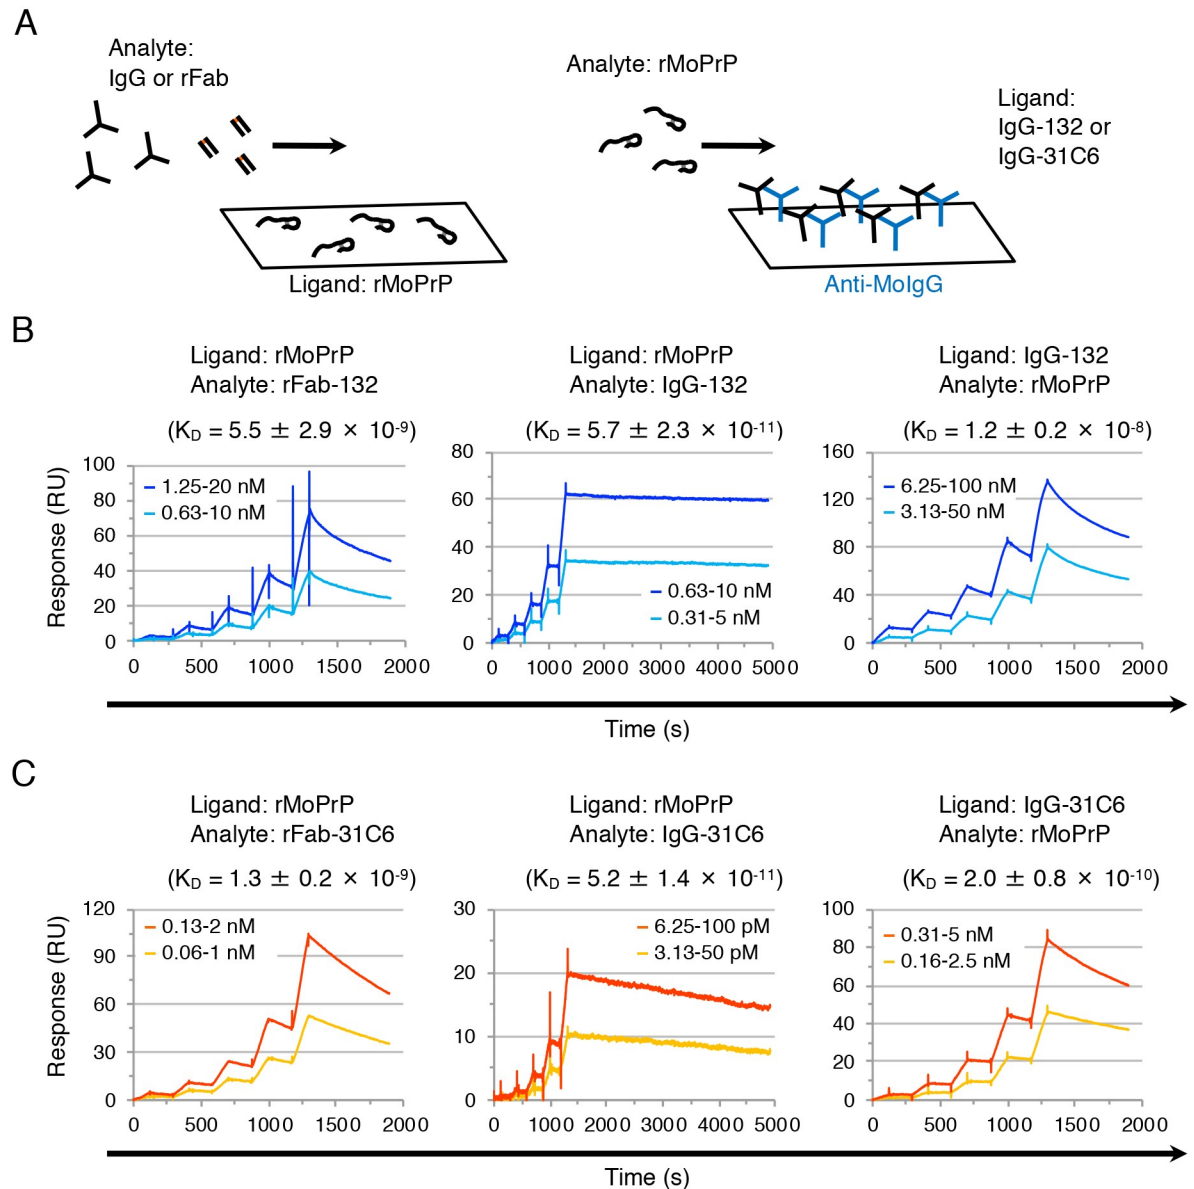 A
Analyte:
IgG or rFab
Analyte: rMoPrP
Ligand:
IgG-132 or
IgG-31C6
Ligand: rMoPrP
Anti-MoIgG
B
Ligand: rMoPrP
Analyte: rFab-132
(KD = 5.5 ± 2.9 × 10-9)
Ligand: rMoPrP
Analyte: IgG-132
(KD = 5.7 ± 2.3 × 10-11)
Ligand: IgG-132
Analyte: rMoPrP
(KD = 1.2 ± 0.2 × 10-8)
Response (RU)
100
80
60
40
20
0
1.25-20 nM
0.63-10 nM
0 500 1000 1500 2000
80
60
40
20
0
0.63-10 nM
0.31-5 nM
0 1000 2000 3000 4000 5000
160
120
80
40
0
6.25-100 nM
3.13-50 nM
0 500 1000 1500 2000
Time (s)
C
Ligand: rMoPrP
Analyte: rFab-31C6
(KD = 1.3 ± 0.2 × 10-9)
Ligand: rMoPrP
Analyte: IgG-31C6
(KD = 5.2 ± 1.4 × 10-11)
Ligand: IgG-31C6
Analyte: rMoPrP
(KD = 2.0 ± 0.8 × 10-10)
Response (RU)
120
90
60
30
0
0.13-2 nM
0.06-1 nM
0 500 1000 1500 2000
30
20
10
0
6.25-100 pM
3.13-50 pM
0 1000 2000 3000 4000 5000
100
80
60
40
20
0
0.31-5 nM
0.16-2.5 nM
0 500 1000 1500 2000
Time (s)